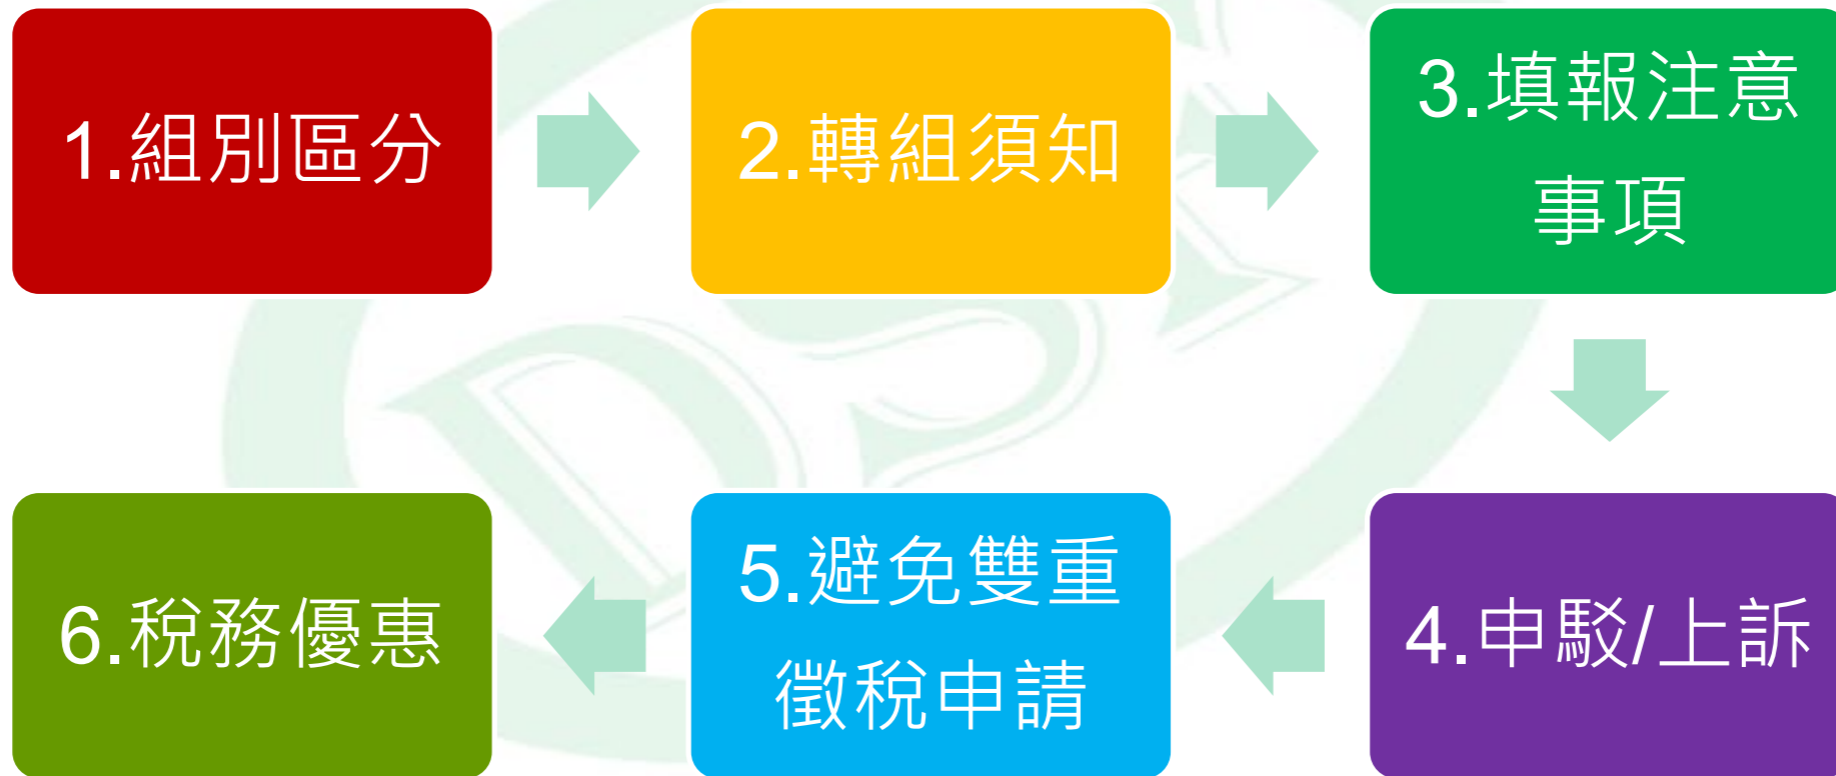 1.組別區分
2.轉組須知
3.填報注意
事項
4.申駁/上訴
5.避免雙重
徵稅申請
6.稅務優惠